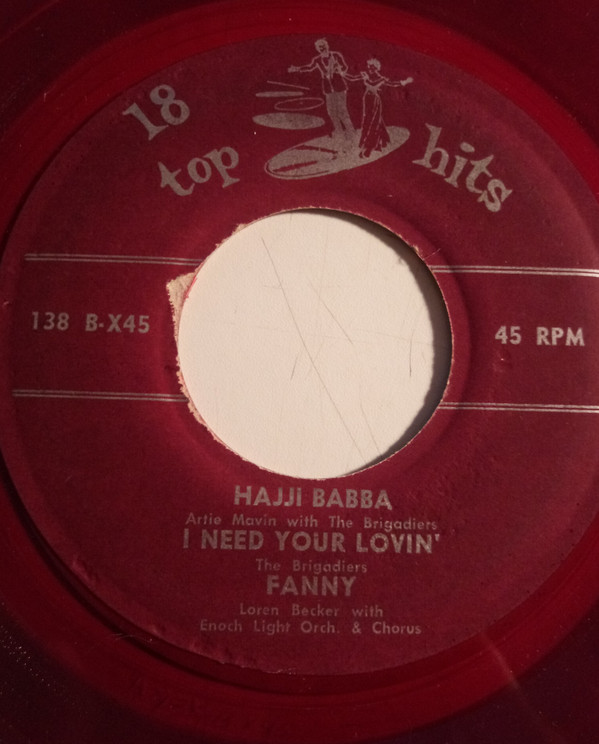 18
top hits
138 B-X45
45 RPM
HAJJI BABBA
Artie Mavin with The Brigadiers
I NEED YOUR LOVIN'
The Brigadiers
FANNY
Loren Becker with
Enoch Light Orch. & Chorus